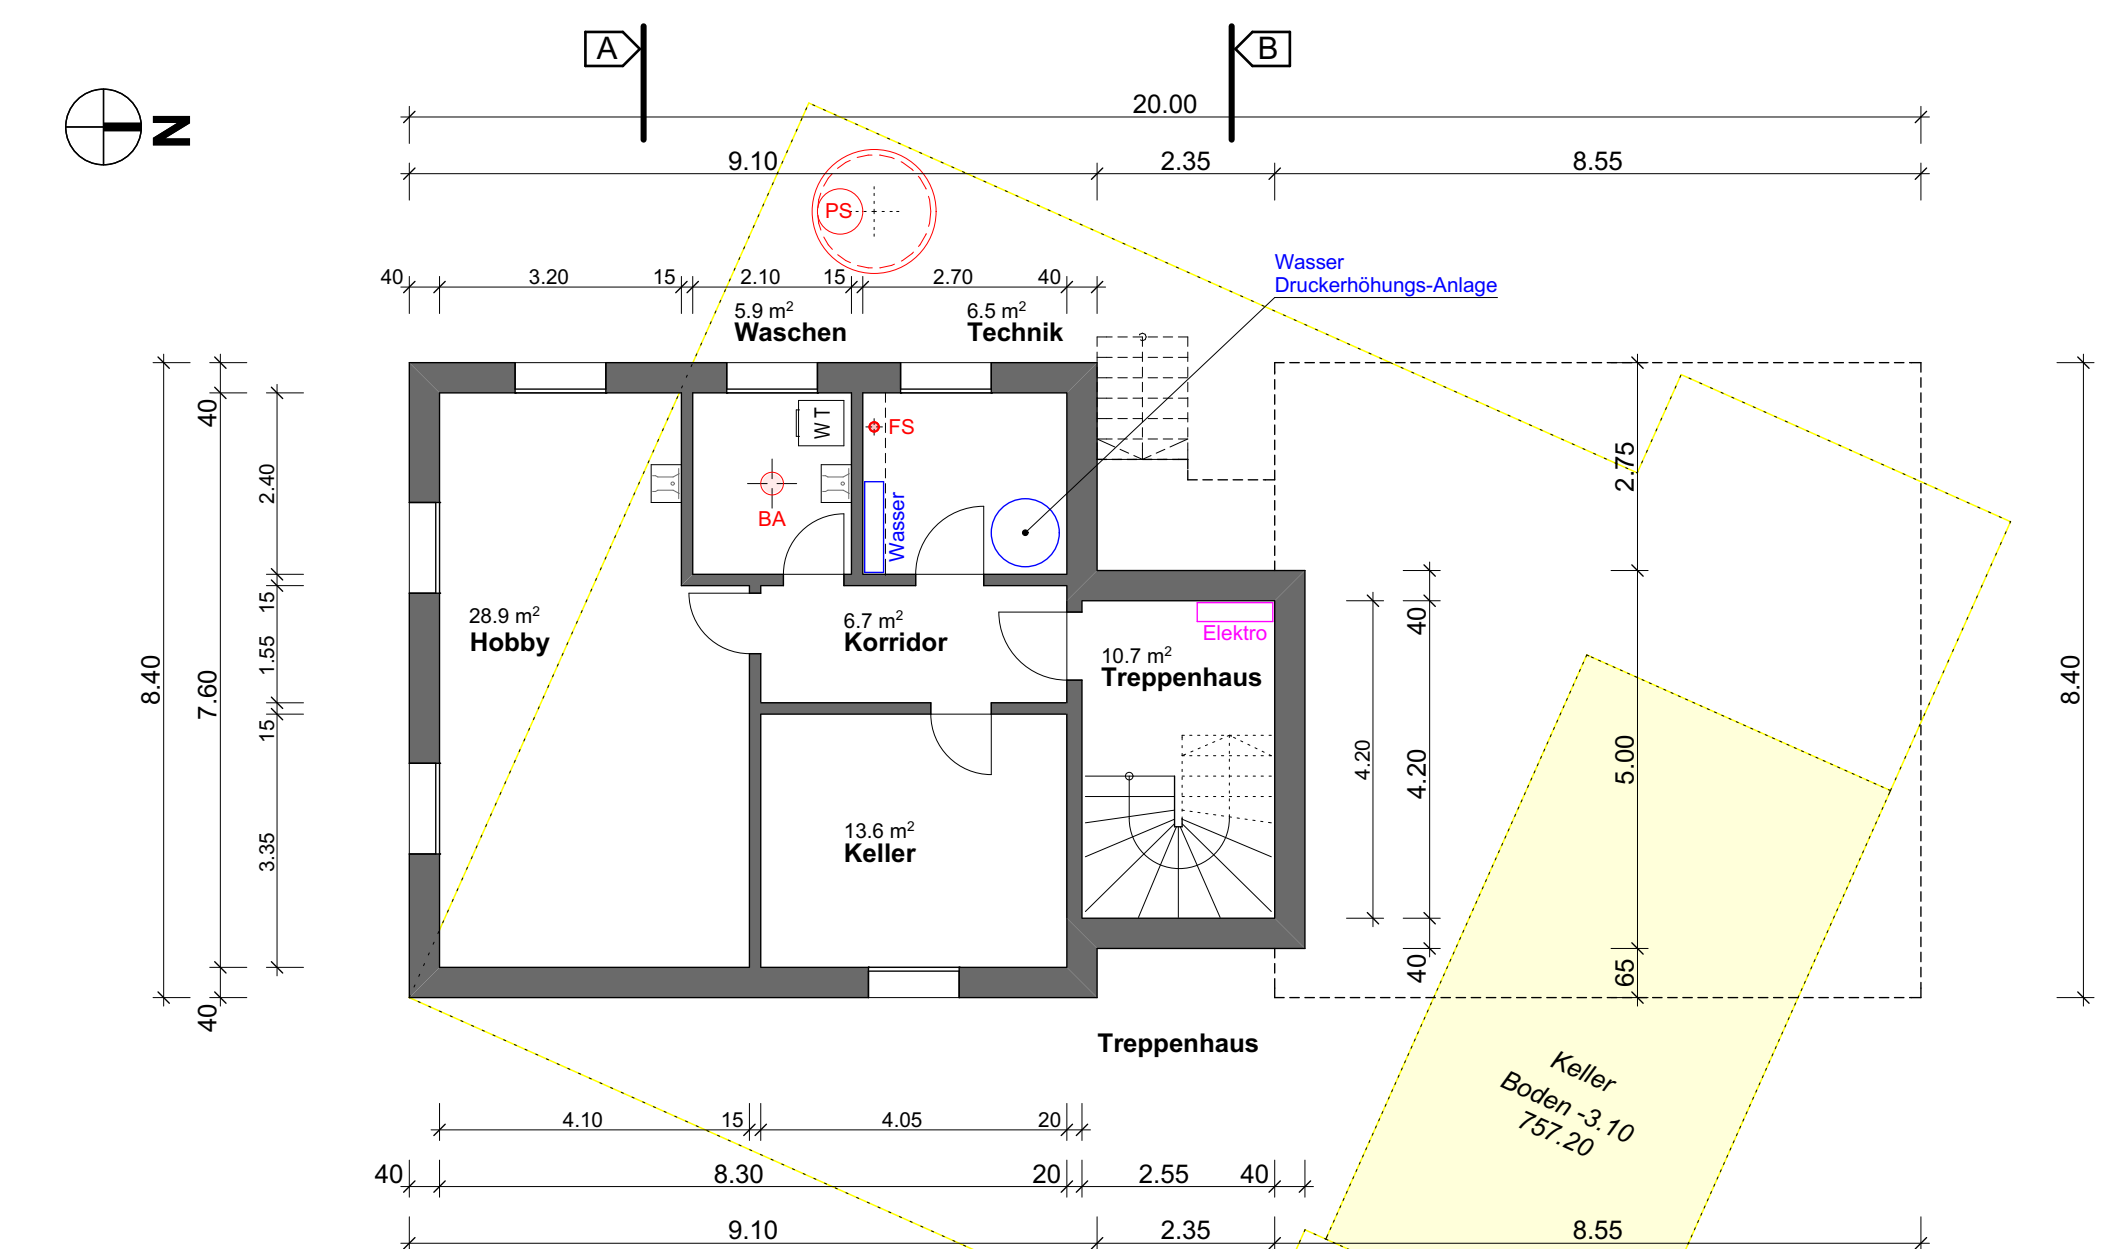 A
B
N
20.00
9.10
2.35
8.55
PS
40
3.20
15
2.10
15
2.70
40
Wasser
Druckerhöhungs-Anlage
5.9 m²
Waschen
6.5 m²
Technik
8.40
40
7.60
40
2.40
15
1.55
15
3.35
WT
FS
BA
Wasser
28.9 m²
Hobby
6.7 m²
Korridor
Elektro
10.7 m²
Treppenhaus
13.6 m²
Keller
4.20
40
4.20
40
2.75
5.00
65
8.40
Treppenhaus
Keller
Boden -3.10
757.20
4.10
15
4.05
20
40
8.30
20
2.55
40
9.10
2.35
8.55